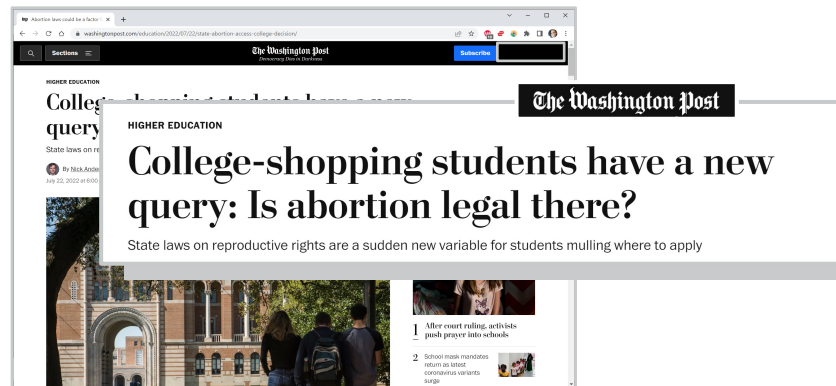 Abortion laws could be a factor
washingtonpost.com/education/2022/07/22/state-abortion-access-college-decision/
Sections
The Washington Post
Democracy Dies in Darkness
Subscribe
HIGHER EDUCATION
query
State laws on re
By Nick Ande
July 22, 2022 at 6:00
The Washington Post
HIGHER EDUCATION
College-shopping students have a new
query: Is abortion legal there?
State laws on reproductive rights are a sudden new variable for students mulling where to apply
1 After court ruling, activists
push prayer into schools
2 School mask mandates
return as latest
coronavirus variants
surge